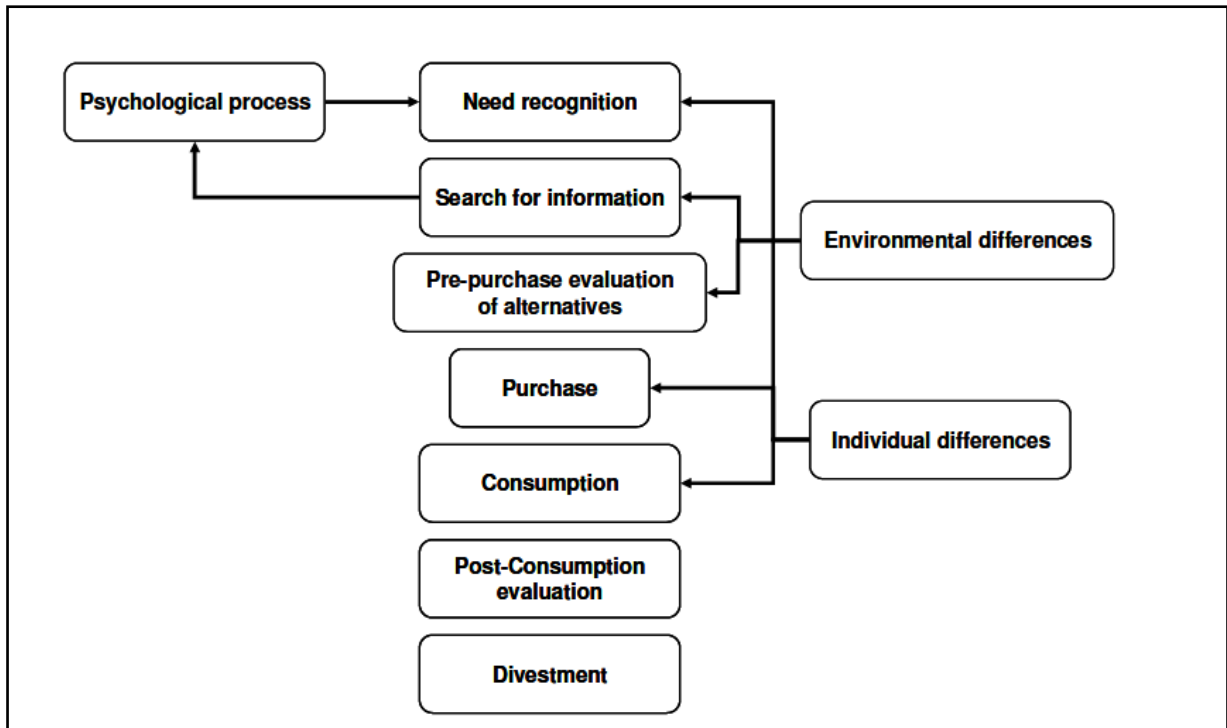 Psychological process
Need recognition
Search for information
Environmental differences
Pre-purchase evaluation
of alternatives
Purchase
Individual differences
Consumption
Post-Consumption
evaluation
Divestment